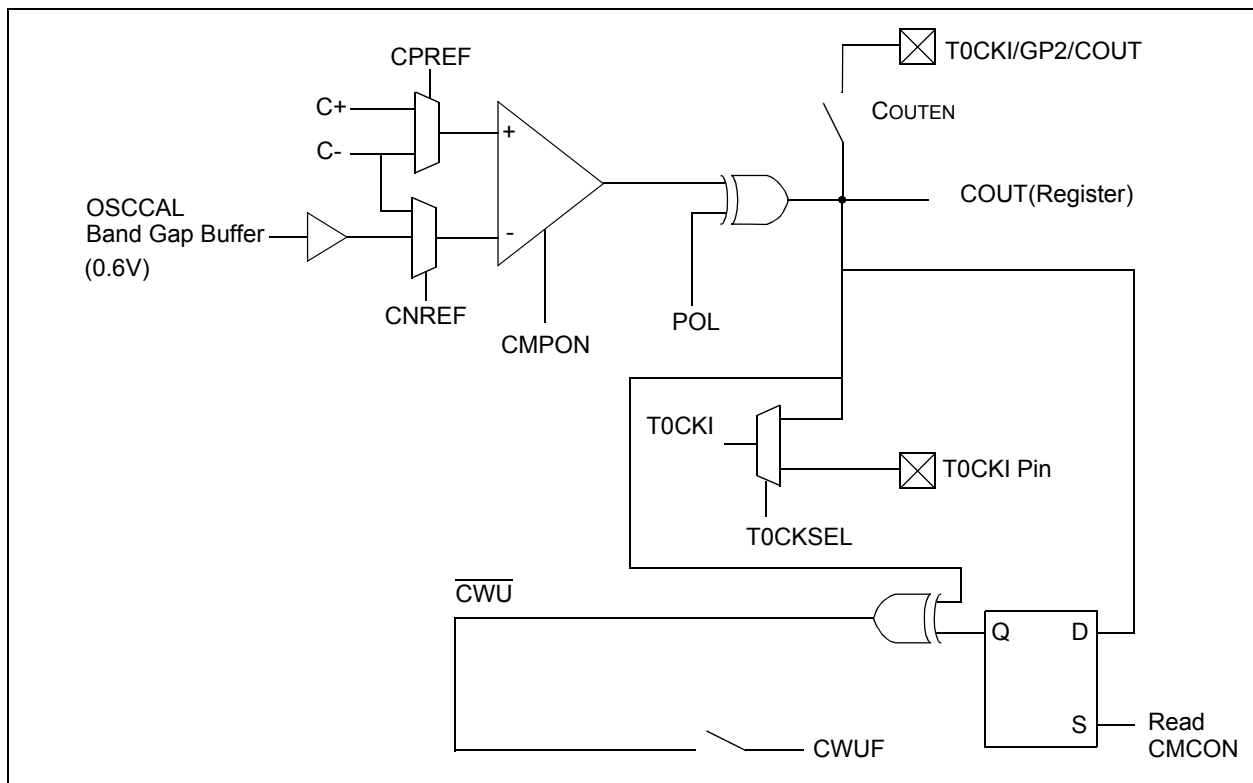 T0CKI/GP2/COUT
CPREF
C+
COUTEN
C-
+
COUT(Register)
OSCCAL
Band Gap Buffer
(0.6V)
-
CNREF
POL
CMPON
T0CKI
T0CKI Pin
T0CKSEL
CWU
Q
D
S
Read
CMCON
CWUF